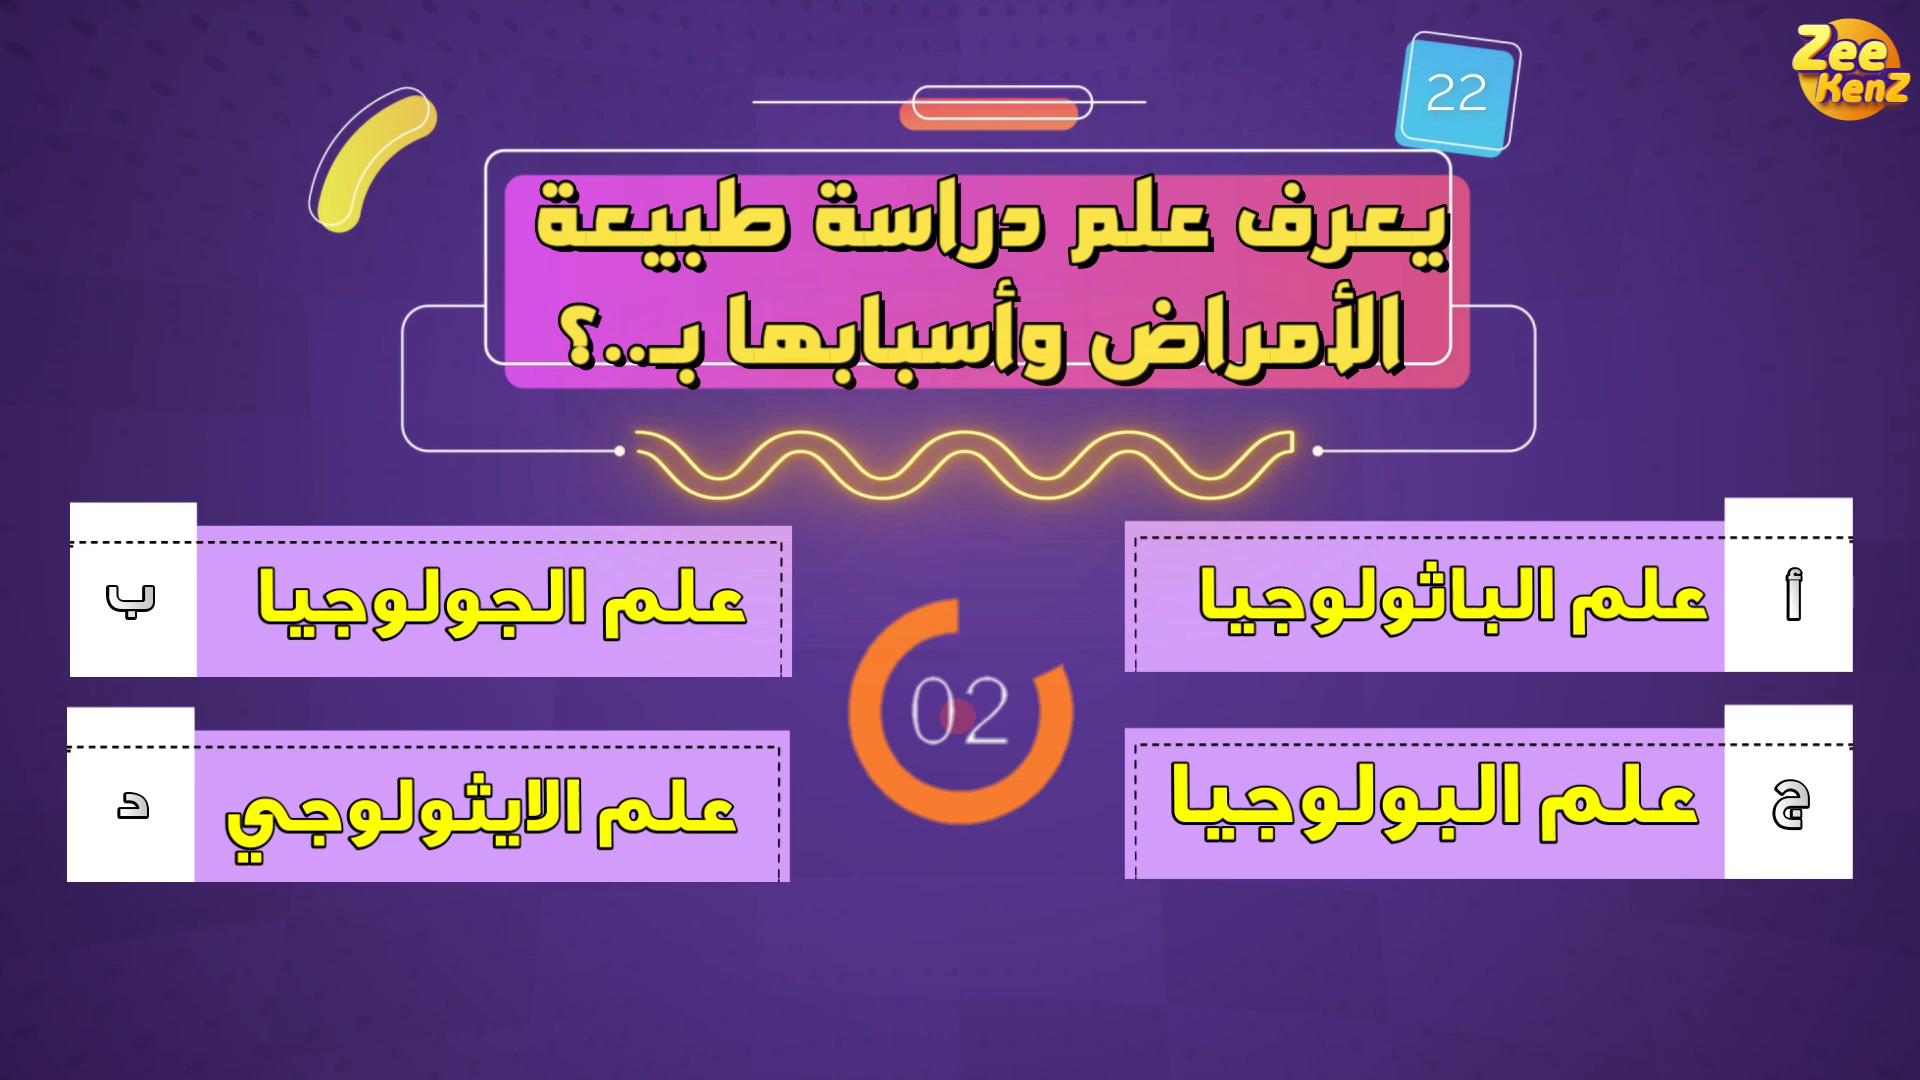 Zee
KenZ
22
يعرف علم دراسة طبيعة
الأمراض وأسبابها بـ..؟
أ
علم الباثولوجيا
ب
علم الجولوجيا
02
ج
علم البولوجيا
د
علم الايثولوجي